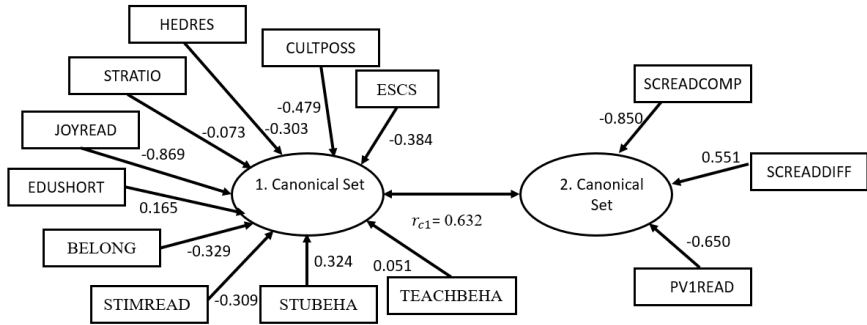 HEDRES
CULTPOSS
STRATIO
ESCS
SCREADCOMP
-0.479
-0.303
-0.073
-0.384
-0.850
JOYREAD
-0.869
0.551
SCREADDIFF
EDUSHORT
0.165
1. Canonical Set
2. Canonical
Set
r_c1= 0.632
BELONG
-0.329
-0.650
0.324
0.051
STIMREAD
-0.309
STUBEHA
TEACHBEHA
PV1READ